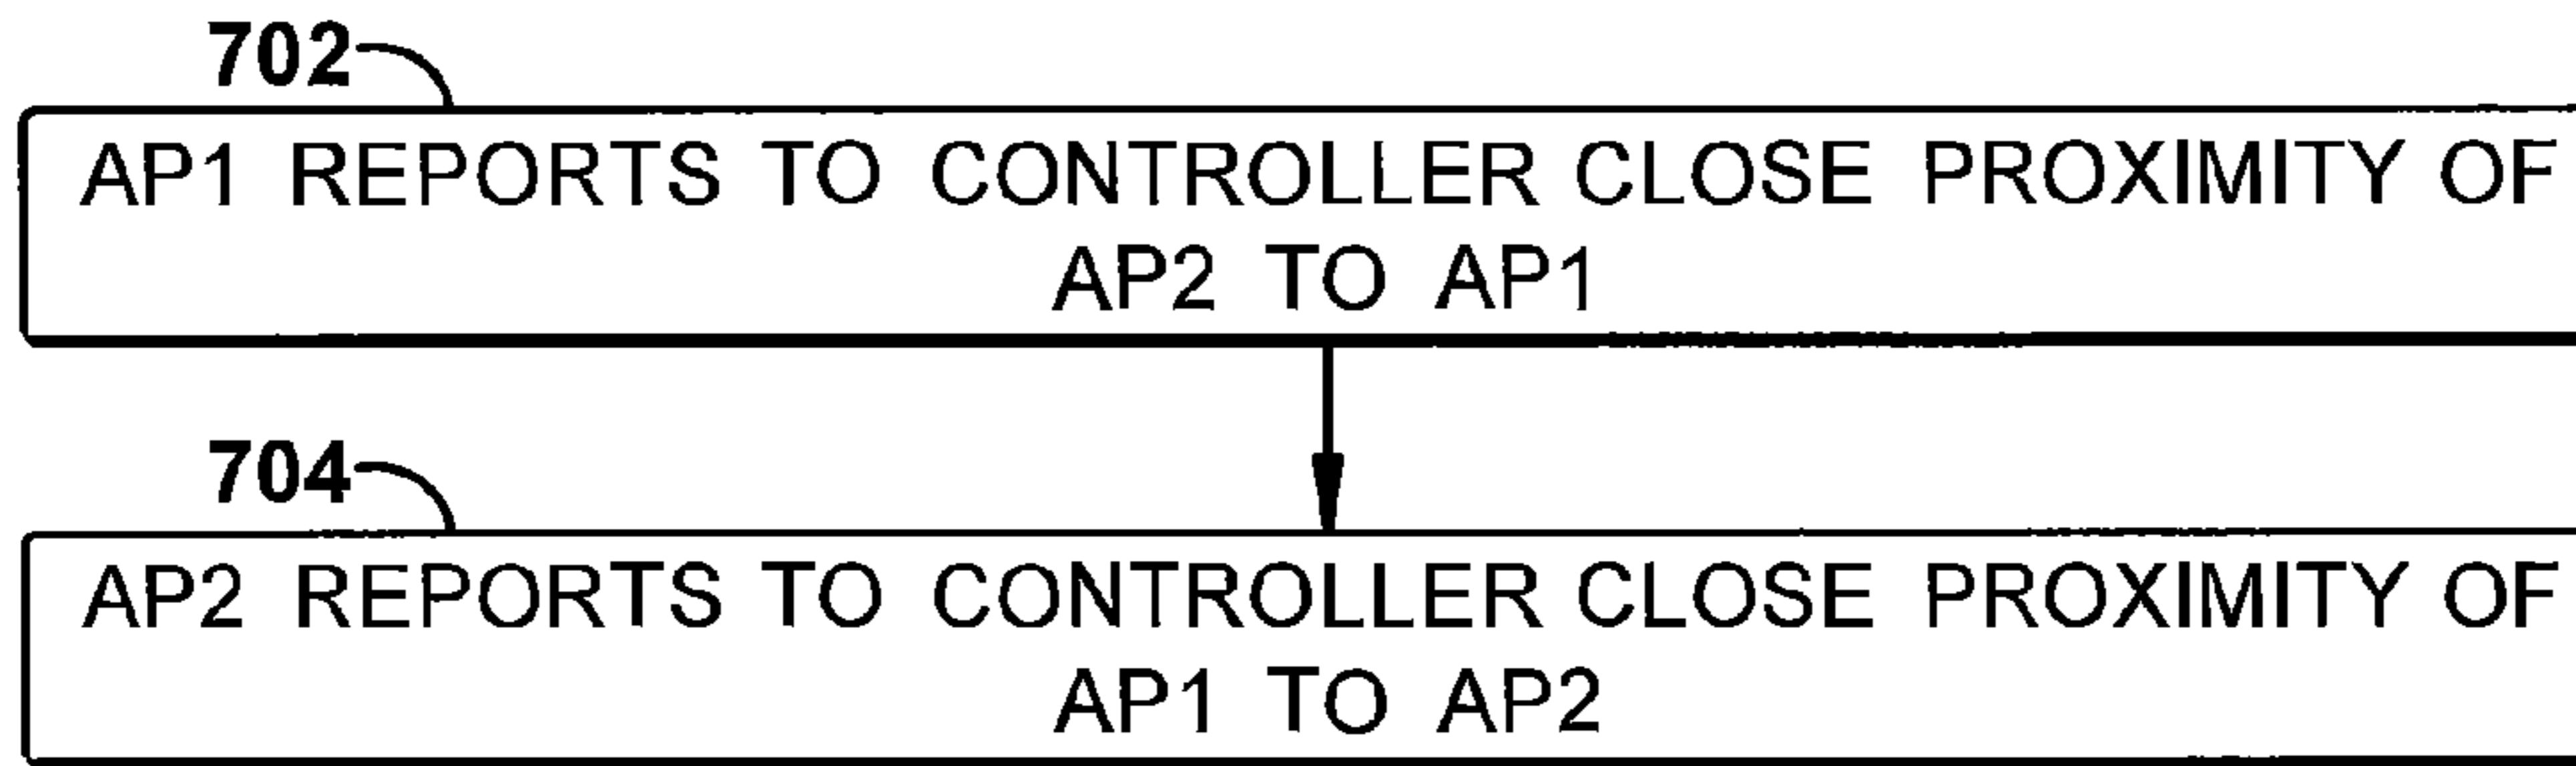 702
AP1 REPORTS TO CONTROLLER CLOSE PROXIMITY OF
AP2 TO AP1
704
AP2 REPORTS TO CONTROLLER CLOSE PROXIMITY OF
AP1 TO AP2